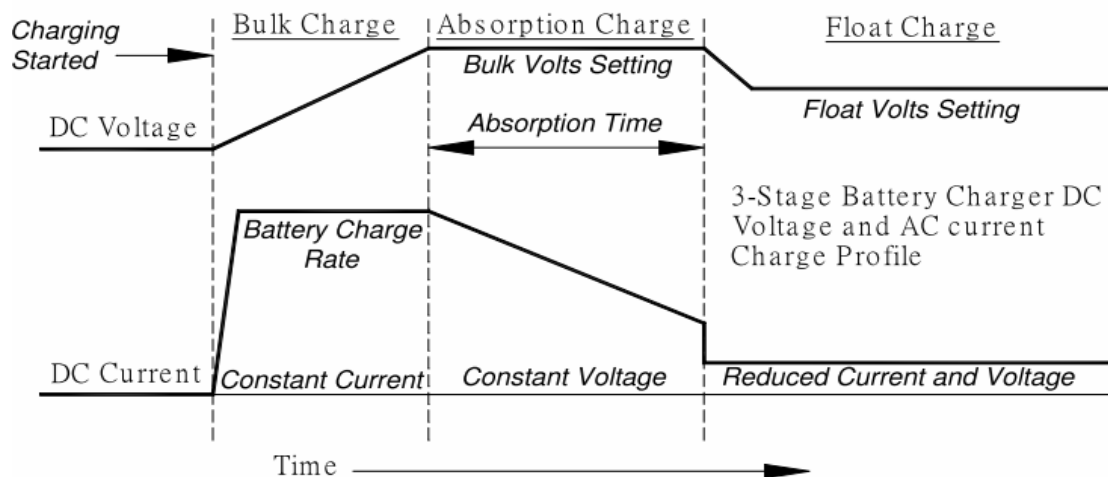 Charging
Started
Bulk Charge
Absorption Charge
Float Charge
Bulk Volts Setting
DC Voltage
Absorption Time
Float Volts Setting
Battery Charge
Rate
3-Stage Battery Charger DC
Voltage and AC current
Charge Profile
DC Current
Constant Current
Constant Voltage
Reduced Current and Voltage
Time